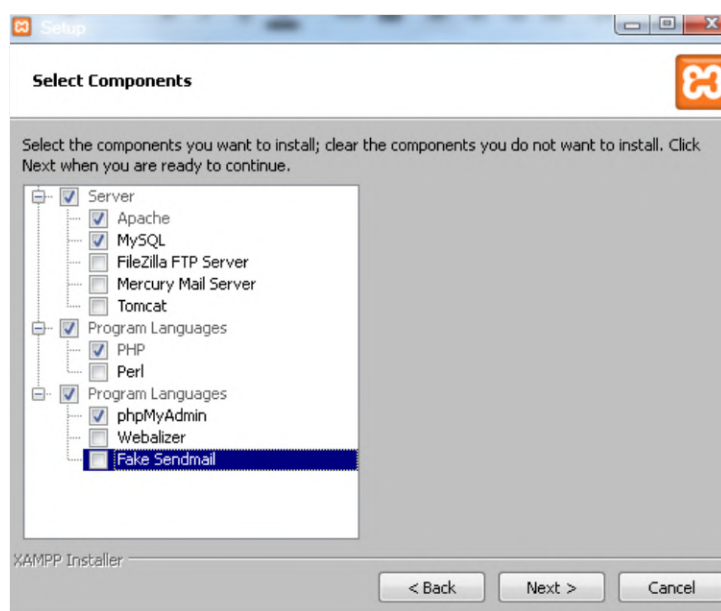 Setup
Select Components
Select the components you want to install; clear the components you do not want to install. Click
Next when you are ready to continue.
Server
Apache
MySQL
FileZilla FTP Server
Mercury Mail Server
Tomcat
Program Languages
PHP
Perl
Program Languages
phpMyAdmin
Webalizer
Fake Sendmail
XAMPP Installer
< Back
Next >
Cancel